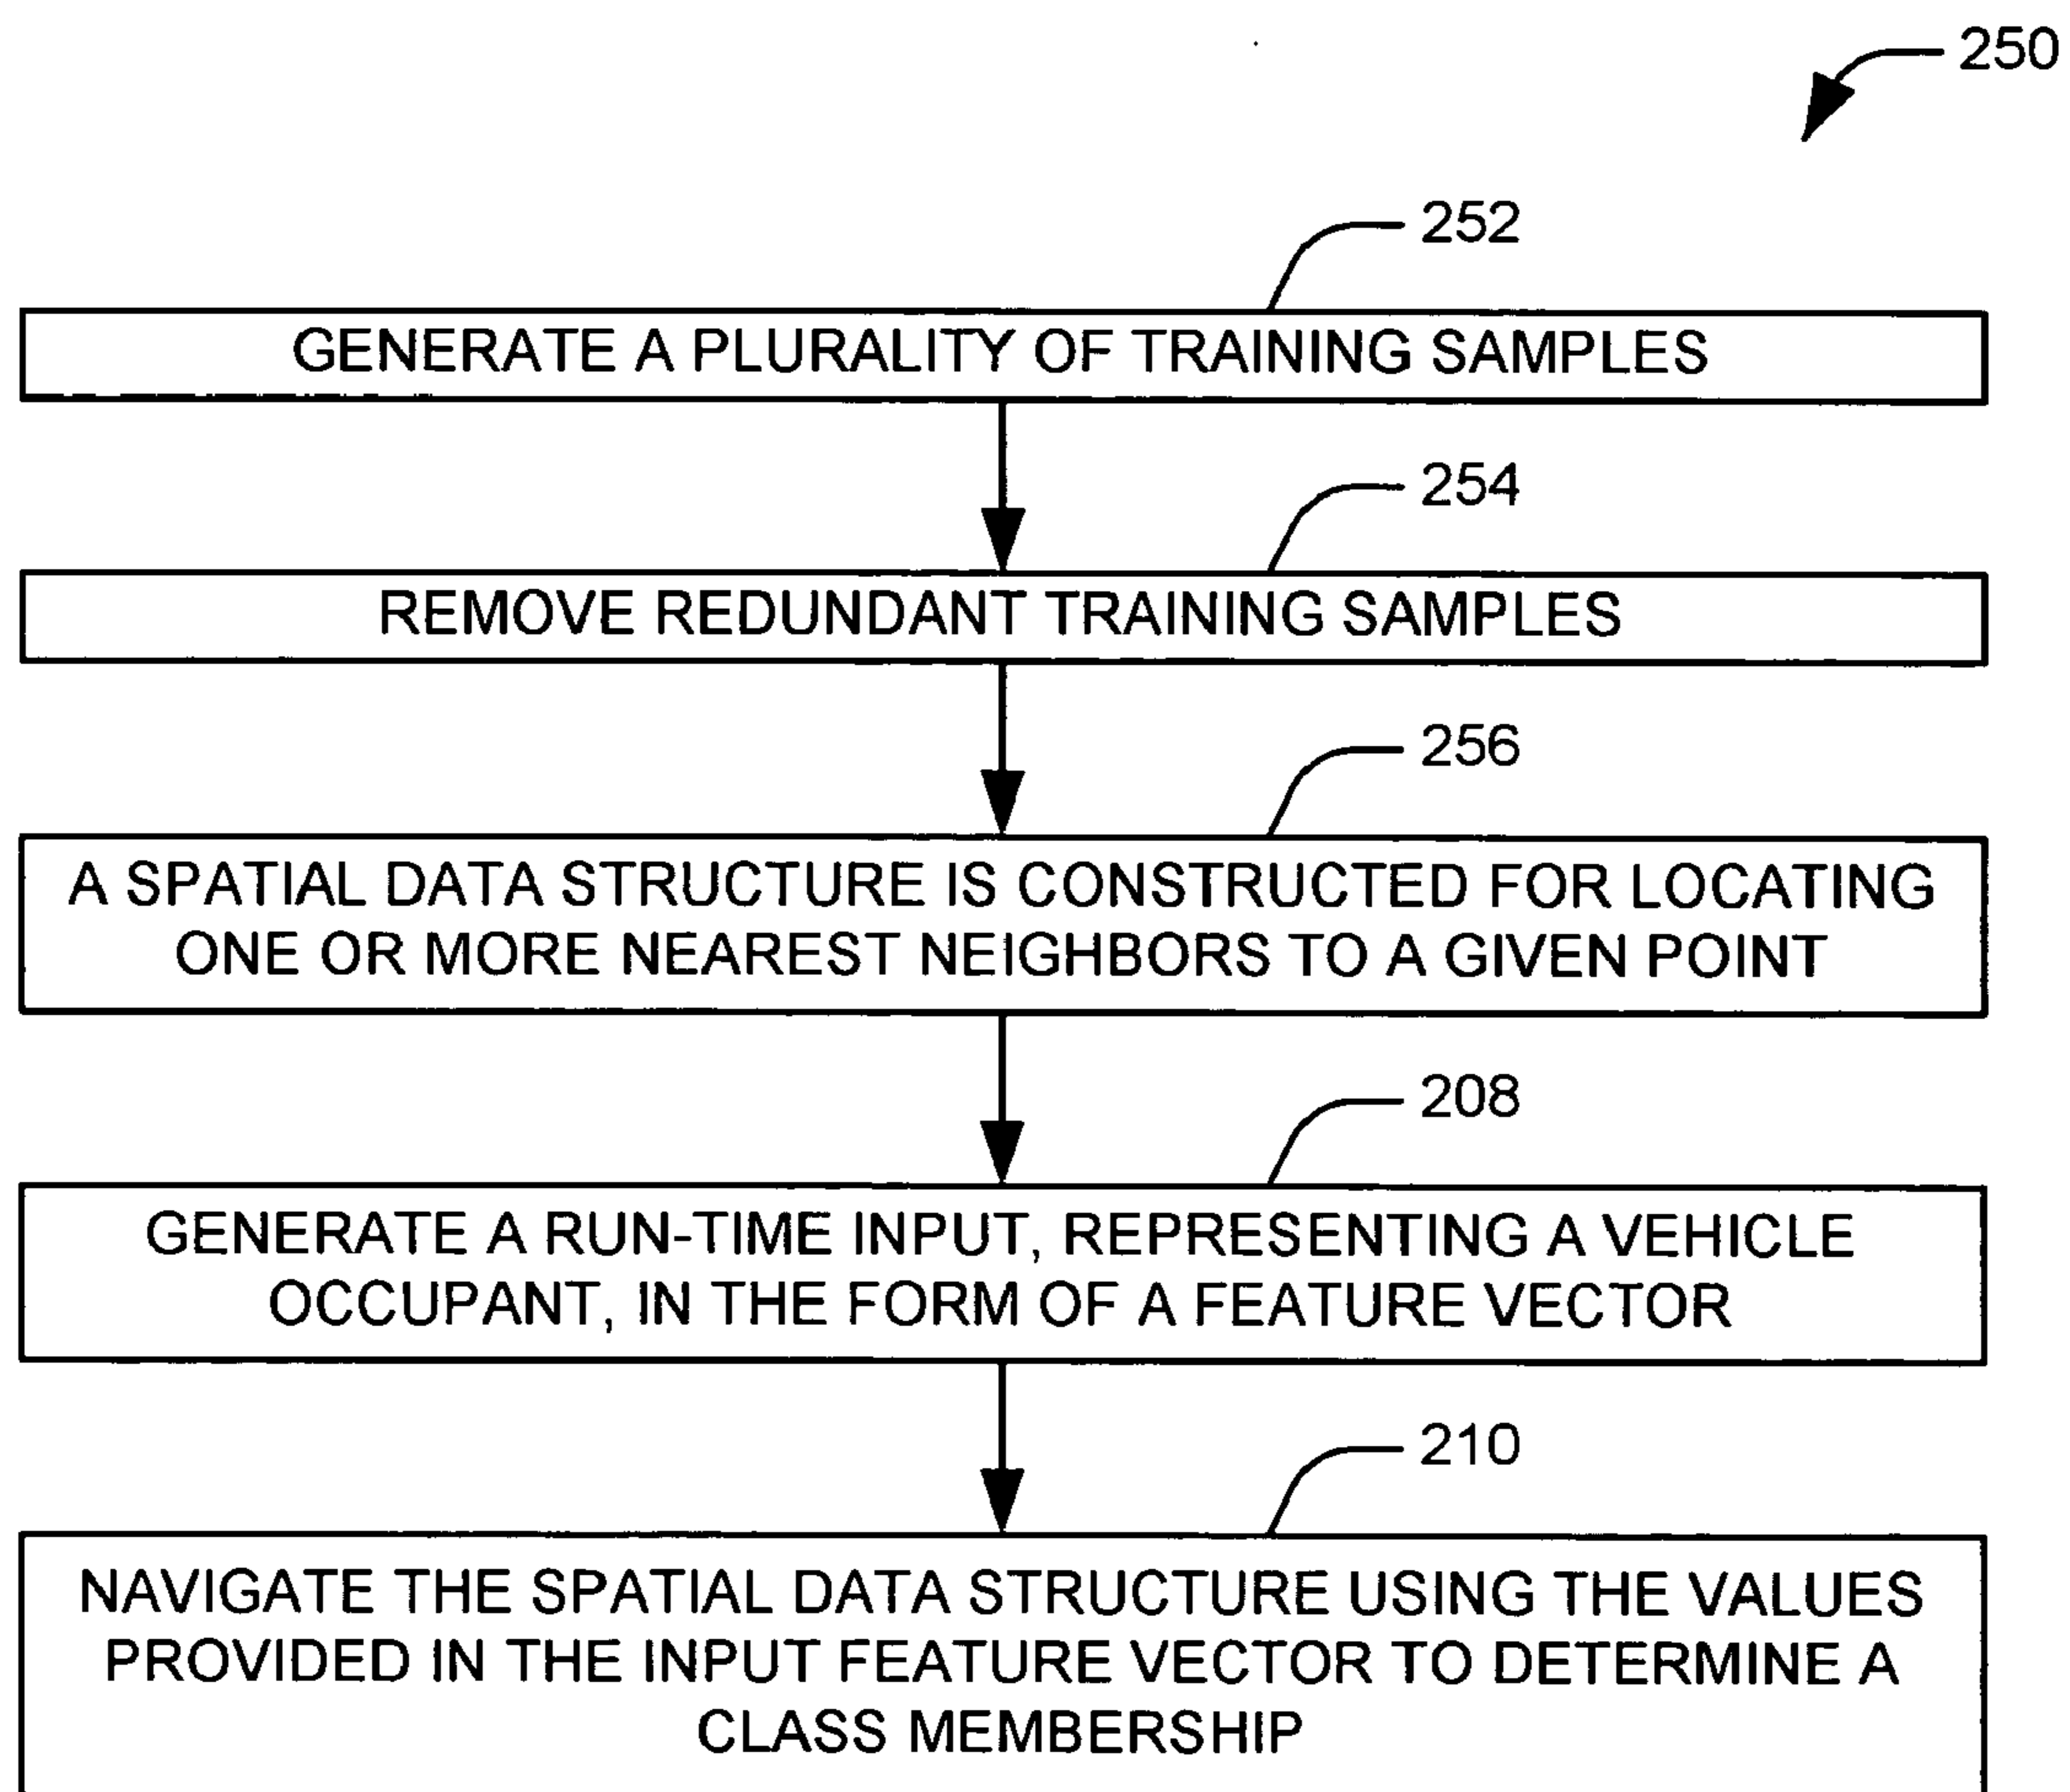 250
252
GENERATE A PLURALITY OF TRAINING SAMPLES
254
REMOVE REDUNDANT TRAINING SAMPLES
256
A SPATIAL DATA STRUCTURE IS CONSTRUCTED FOR LOCATING
ONE OR MORE NEAREST NEIGHBORS TO A GIVEN POINT
208
GENERATE A RUN-TIME INPUT, REPRESENTING A VEHICLE
OCCUPANT, IN THE FORM OF A FEATURE VECTOR
210
NAVIGATE THE SPATIAL DATA STRUCTURE USING THE VALUES
PROVIDED IN THE INPUT FEATURE VECTOR TO DETERMINE A
CLASS MEMBERSHIP